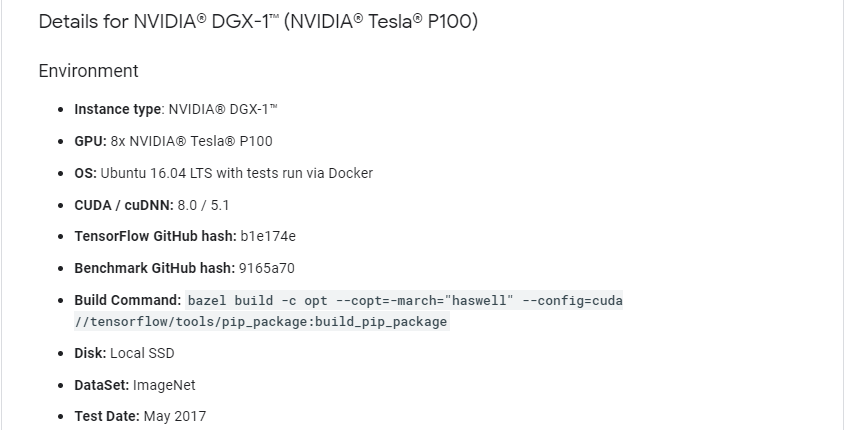 Details for NVIDIA® DGX-1™ (NVIDIA® Tesla® P100)
Environment
• Instance type: NVIDIA® DGX-1™
• GPU: 8x NVIDIA® Tesla® P100
• OS: Ubuntu 16.04 LTS with tests run via Docker
• CUDA / cuDNN: 8.0 / 5.1
• TensorFlow GitHub hash: b1e174e
• Benchmark GitHub hash: 9165a70
• Build Command: bazel build -c opt --copt=-march="haswell" --config=cuda
//tensorflow/tools/pip_package:build_pip_package
• Disk: Local SSD
• DataSet: ImageNet
• Test Date: May 2017